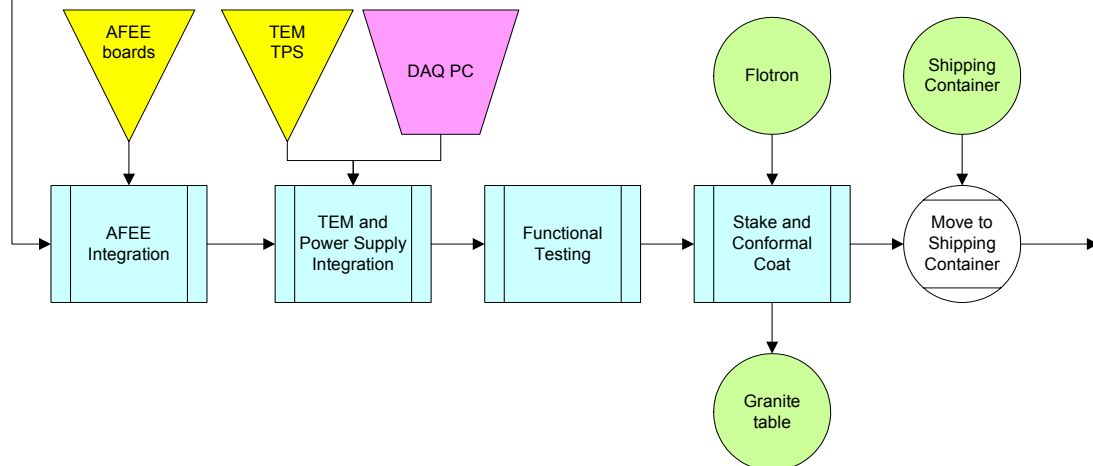 AFEE
boards
TEM
TPS
DAQ PC
Flotron
Shipping
Container
AFEE
Integration
TEM and
Power Supply
Integration
Functional
Testing
Stake and
Conformal
Coat
Move to
Shipping
Container
Granite
table